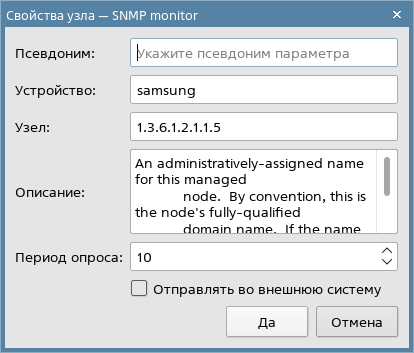 Свойства узла — SNMP monitor
Псевдоним: Укажите псевдоним параметра
Устройство: samsung
Узел: 1.3.6.1.2.1.1.5
Описание:
An administratively-assigned name
for this managed
node.  By convention, this is
the node's fully-qualified
domain name.  If the name
Период опроса: 10
Отправлять во внешнюю систему
Да Отмена